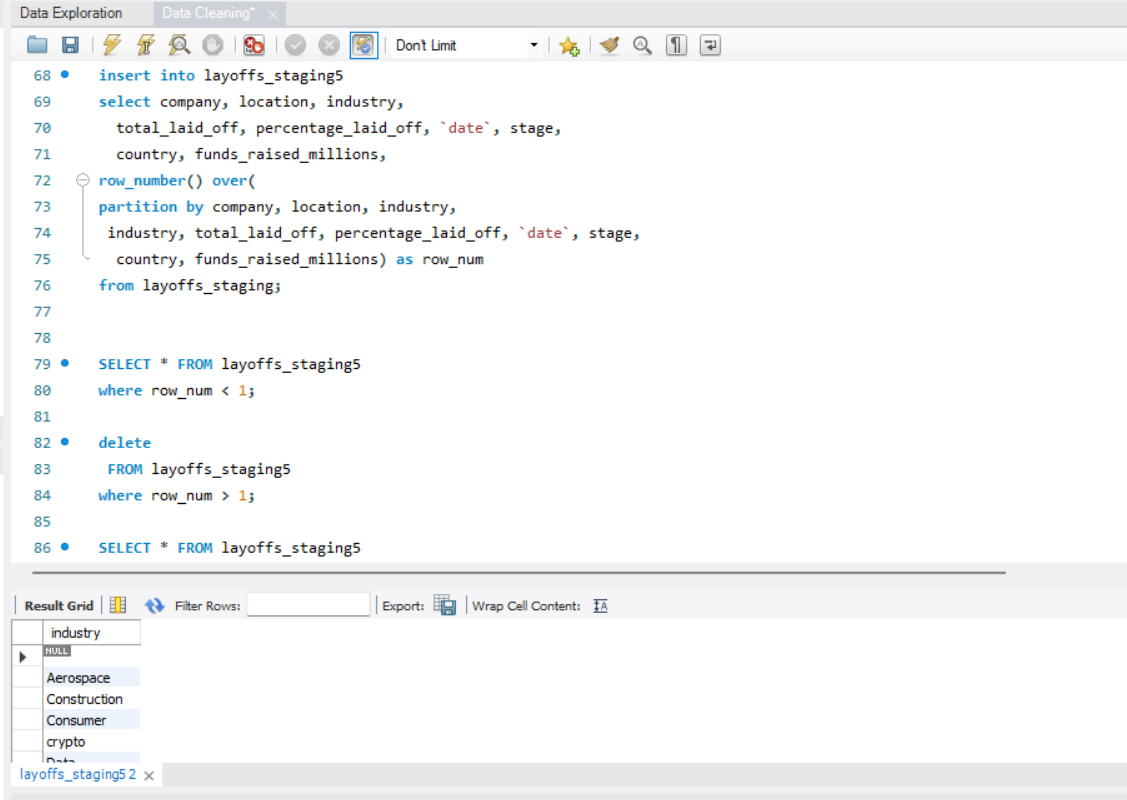 Data Exploration
Data Cleaning*
Don't Limit
68 insert into layoffs_staging5
69 select company, location, industry,
70 total_laid_off, percentage_laid_off, `date`, stage,
71 country, funds_raised_millions,
72 row_number() over(
73 partition by company, location, industry,
74 industry, total_laid_off, percentage_laid_off, `date`, stage,
75 country, funds_raised_millions) as row_num
76 from layoffs_staging;
77
78
79 SELECT * FROM layoffs_staging5
80 where row_num < 1;
81
82 delete
83 FROM layoffs_staging5
84 where row_num > 1;
85
86 SELECT * FROM layoffs_staging5
Result Grid Filter Rows: Export: Wrap Cell Content: IA
industry
NULL
Aerospace
Construction
Consumer
crypto
Data
layoffs_staging5 2